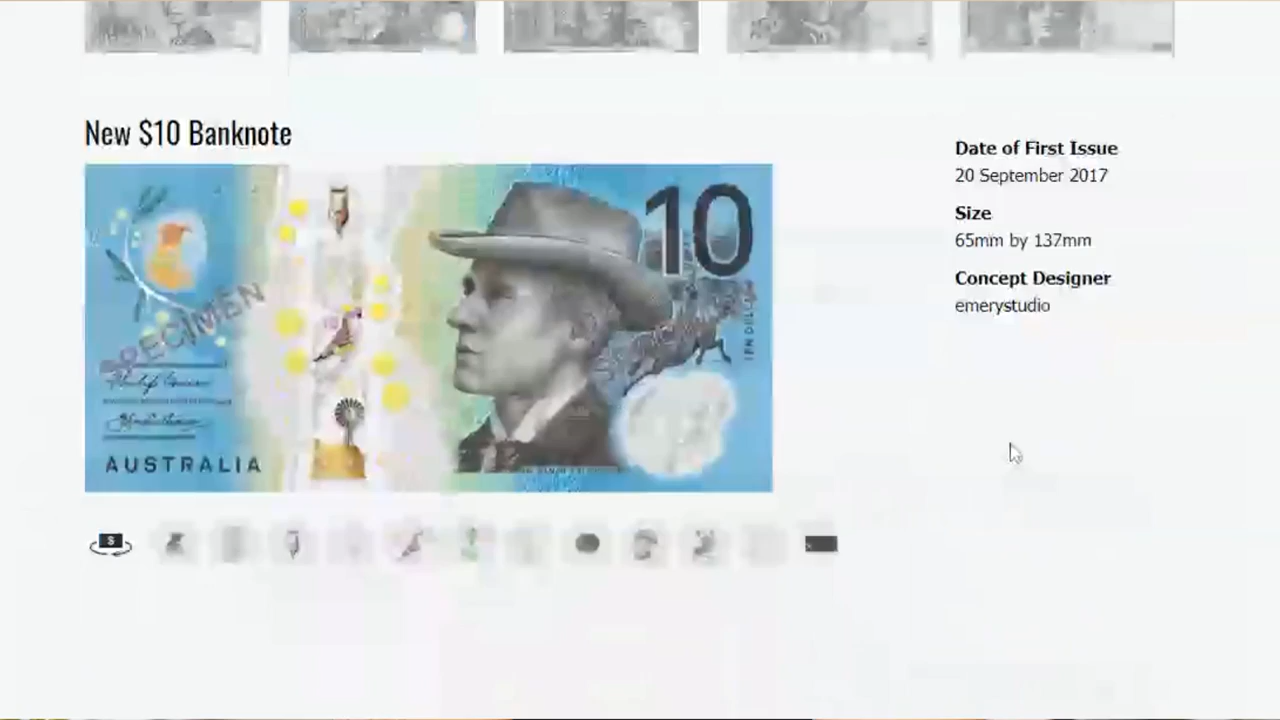 New $10 Banknote
Date of First Issue
20 September 2017
Size
65mm by 137mm
Concept Designer
emerystudio
10
SPECIMEN
SPECIMEN
TEN DOLLARS
AUSTRALIA
$